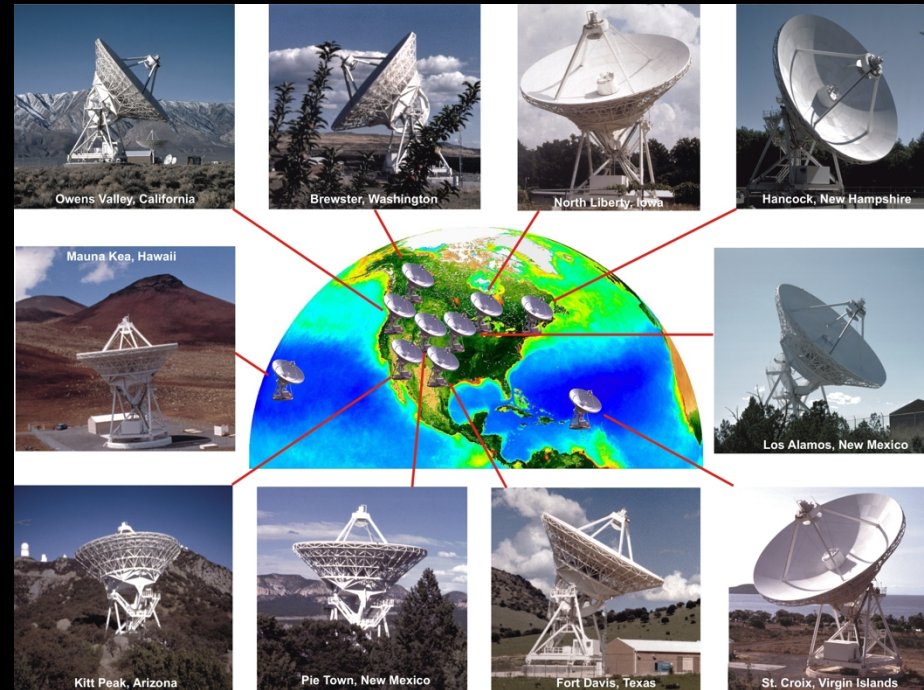 Owens Valley, California
Brewster, Washington
North Liberty, Iowa
Hancock, New Hampshire
Mauna Kea, Hawaii
Los Alamos, New Mexico
Kitt Peak, Arizona
Pie Town, New Mexico
Fort Davis, Texas
St. Croix, Virgin Islands